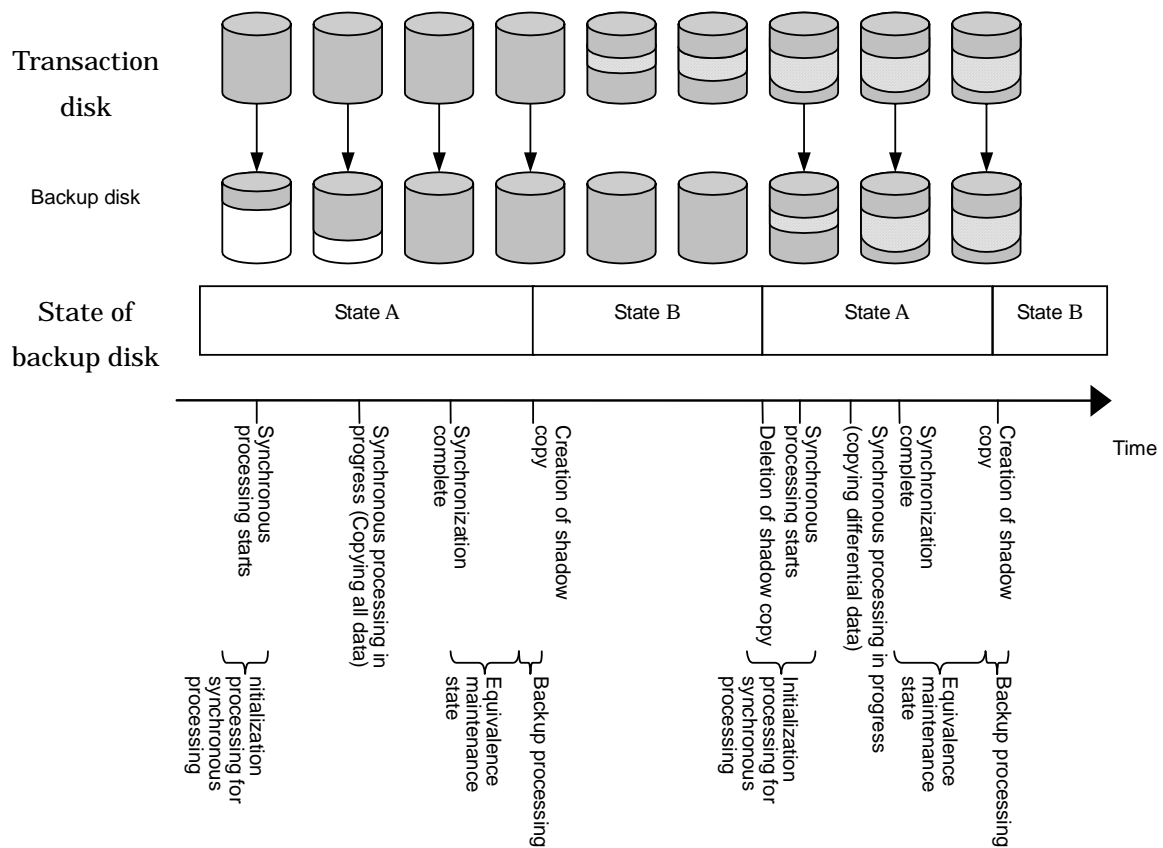 Transaction
disk
Backup disk
State of
backup disk
State A
State B
State A
State B
Time
Synchronous
processing starts
Synchronous processing in
progress (Copying all data)
Synchronization
complete
Creation of shadow
copy
Deletion of shadow copy
Synchronous
processing starts
Synchronous processing in progress
(copying differential data)
Synchronization
complete
Creation of shadow
copy
nitialization
processing for
synchronous
processing
Equivalence
maintenance
state
Backup processing
Initialization
processing for
synchronous
processing
Equivalence
maintenance
state
Backup processing